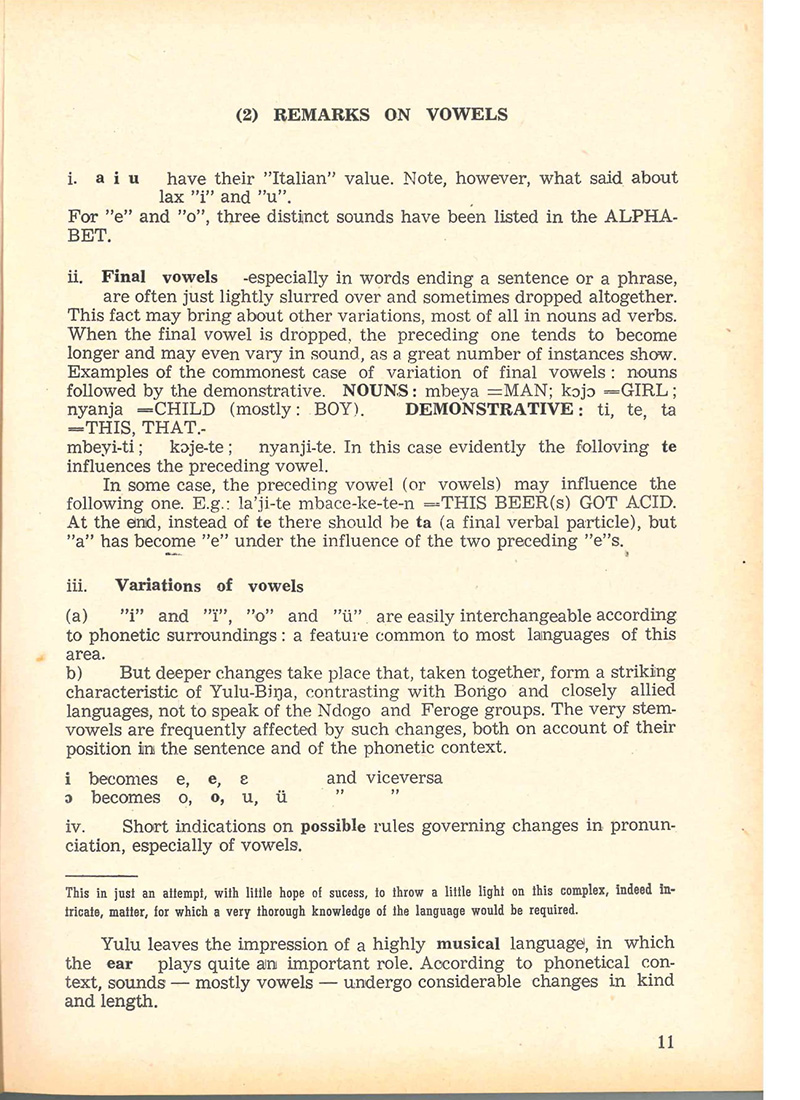 (2) REMARKS ON VOWELS
i. a i u have their ”Italian” value. Note, however, what said about
lax ”i” and ”u”.
For ”e” and ”o”, three distinct sounds have been listed in the ALPHA-
BET.
ii. Final vowels -especially in words ending a sentence or a phrase,
are often just lightly slurred over and sometimes dropped altogether.
This fact may bring about other variations, most of all in nouns ad verbs.
When the final vowel is dropped, the preceding one tends to become
longer and may even vary in sound, as a great number of instances show.
Examples of the commonest case of variation of final vowels : nouns
followed by the demonstrative. NOUNS : mbeya =MAN; kɔjɔ =GIRL ;
nyanja =CHILD (mostly : BOY). DEMONSTRATIVE : ti, te, ta
=THIS, THAT.-
mbeyi-ti ; kɔje-te ; nyanji-te. In this case evidently the folloving te
influences the preceding vowel.
In some case, the preceding vowel (or vowels) may influence the
following one. E.g.: la’ji-te mbace-ke-te-n =THIS BEER(s) GOT ACID.
At the end, instead of te there should be ta (a final verbal particle), but
”a” has become ”e” under the influence of the two preceding ”e”s.
iii. Variations of vowels
(a) ”i” and ”ï”, ”o” and ”ü” are easily interchangeable according
to phonetic surroundings : a feature common to most languages of this
area.
b) But deeper changes take place that, taken together, form a striking
characteristic of Yulu-Biŋa, contrasting with Bongo and closely allied
languages, not to speak of the Ndogo and Feroge groups. The very stem-
vowels are frequently affected by such changes, both on account of their
position in the sentence and of the phonetic context.
i becomes e, e, ɛ and viceversa
ɔ becomes o, o, u, ü ” ”
iv. Short indications on possible rules governing changes in pronun-
ciation, especially of vowels.
This in just an attempt, with little hope of sucess, to throw a little light on this complex, indeed in-
tricate, matter, for which a very thorough knowledge of the language would be required.
Yulu leaves the impression of a highly musical language, in which
the ear plays quite an important role. According to phonetical con-
text, sounds — mostly vowels — undergo considerable changes in kind
and length.
11